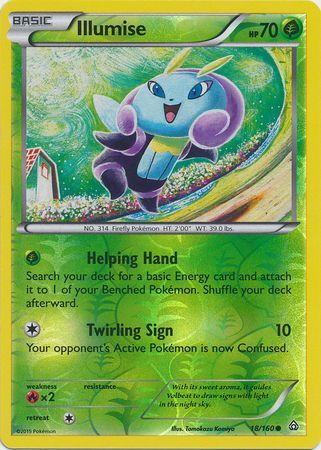 BASIC
Illumise
HP 70
NO. 314 Firefly Pokémon HT: 2'00" WT: 39.0 lbs.
Helping Hand
Search your deck for a basic Energy card and attach
it to 1 of your Benched Pokémon. Shuffle your deck
afterward.
Twirling Sign 10
Your opponent's Active Pokémon is now Confused.
weakness resistance
×2
retreat
With its sweet aroma, it guides
Volbeat to draw signs with light
in the night sky.
©2015 Pokémon
Illus. Tomokazu Komiya
18/160